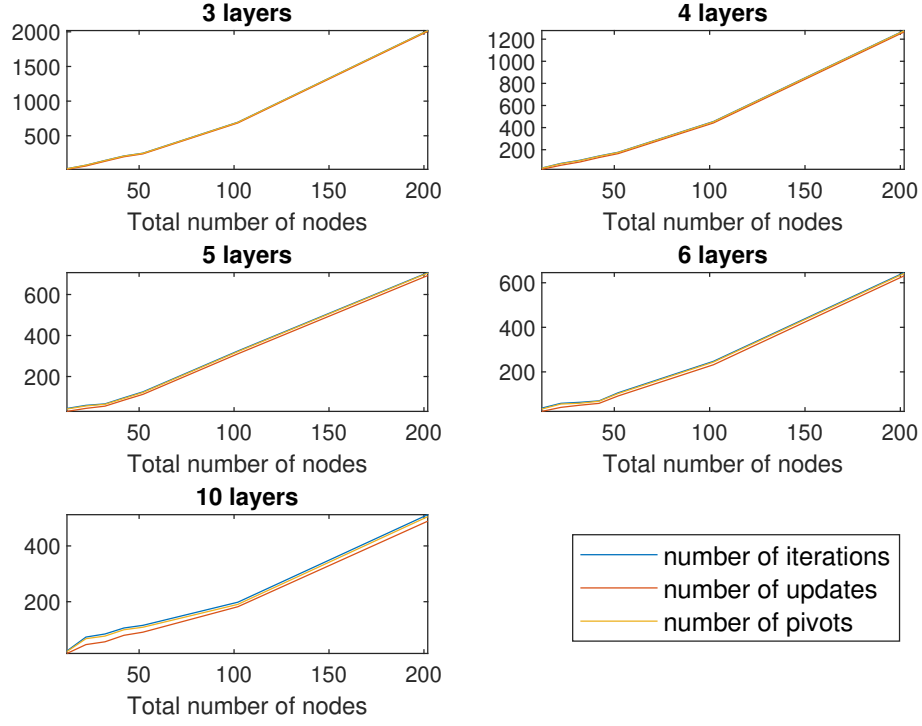 3 layers
2000
1500
1000
500
50 100 150 200
Total number of nodes
4 layers
1200
1000
800
600
400
200
50 100 150 200
Total number of nodes
5 layers
600
400
200
50 100 150 200
Total number of nodes
6 layers
600
400
200
50 100 150 200
Total number of nodes
10 layers
400
200
50 100 150 200
Total number of nodes
number of iterations
number of updates
number of pivots